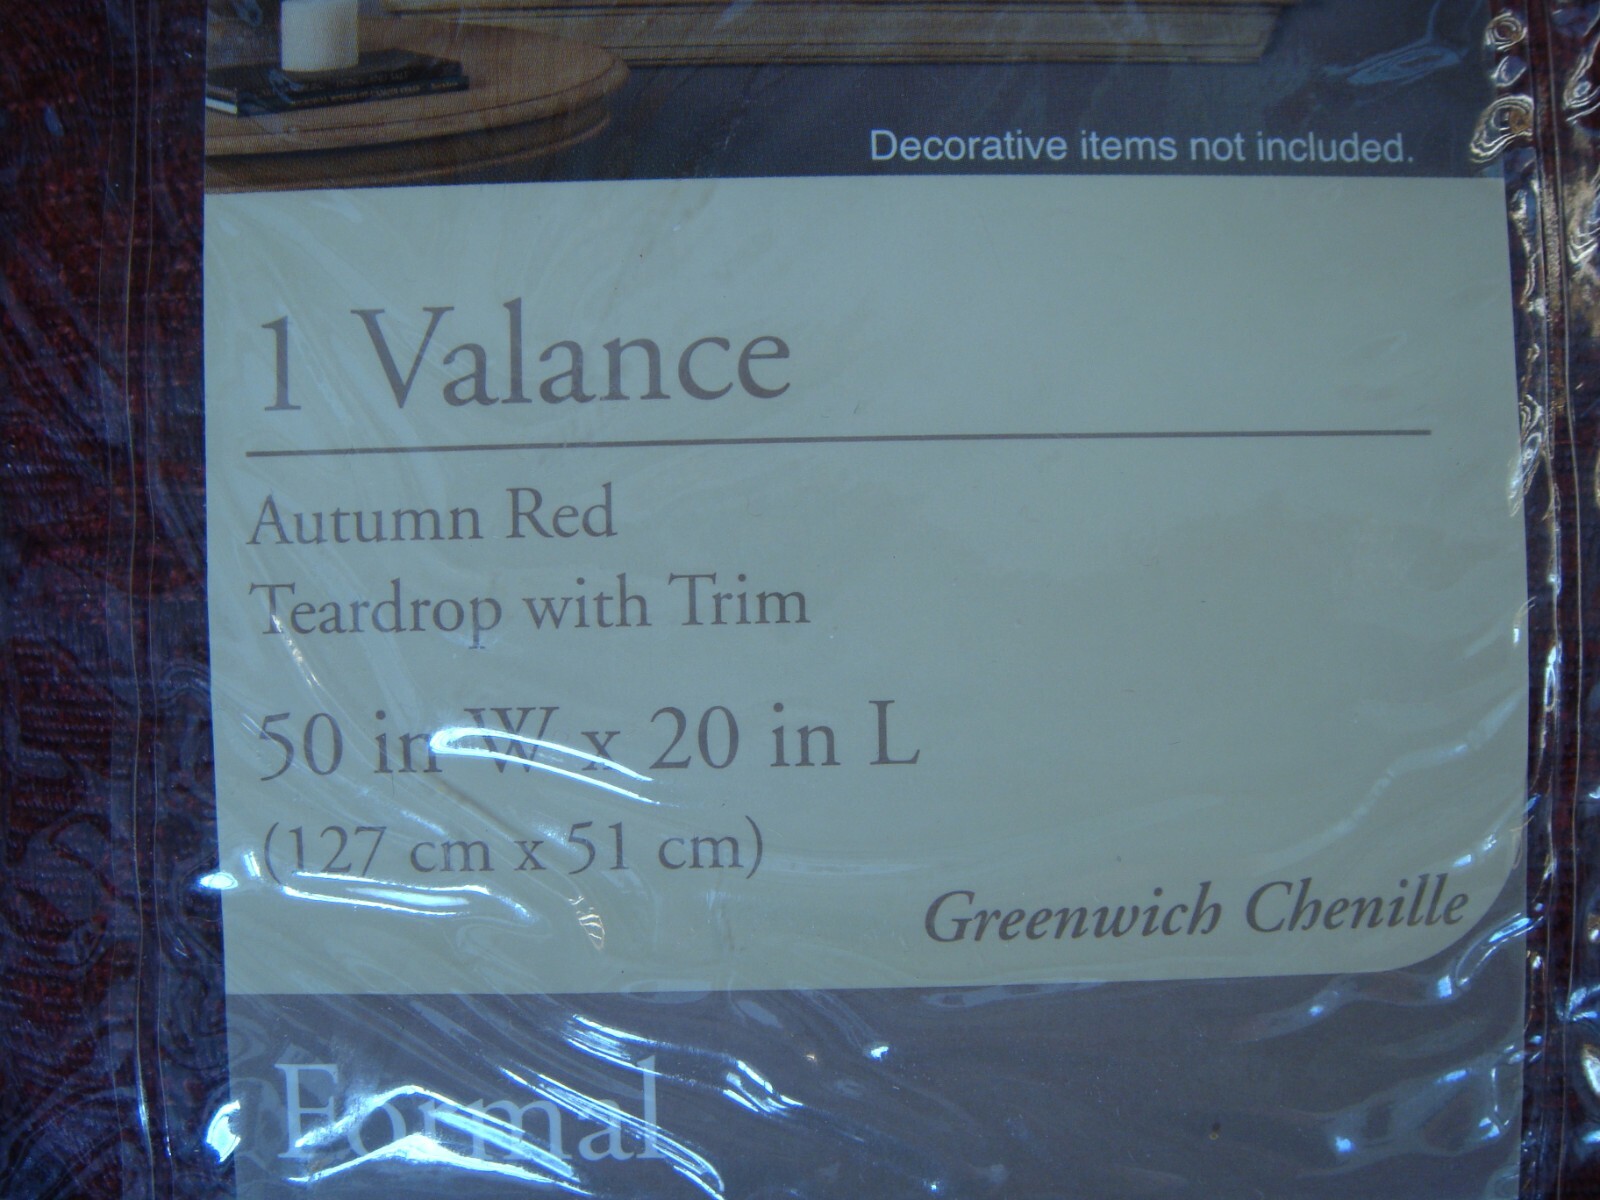 Decorative items not included.
1 Valance
Autumn Red
Teardrop with Trim
50 in W x 20 in L
(127 cm x 51 cm)
Greenwich Chenille
Formal